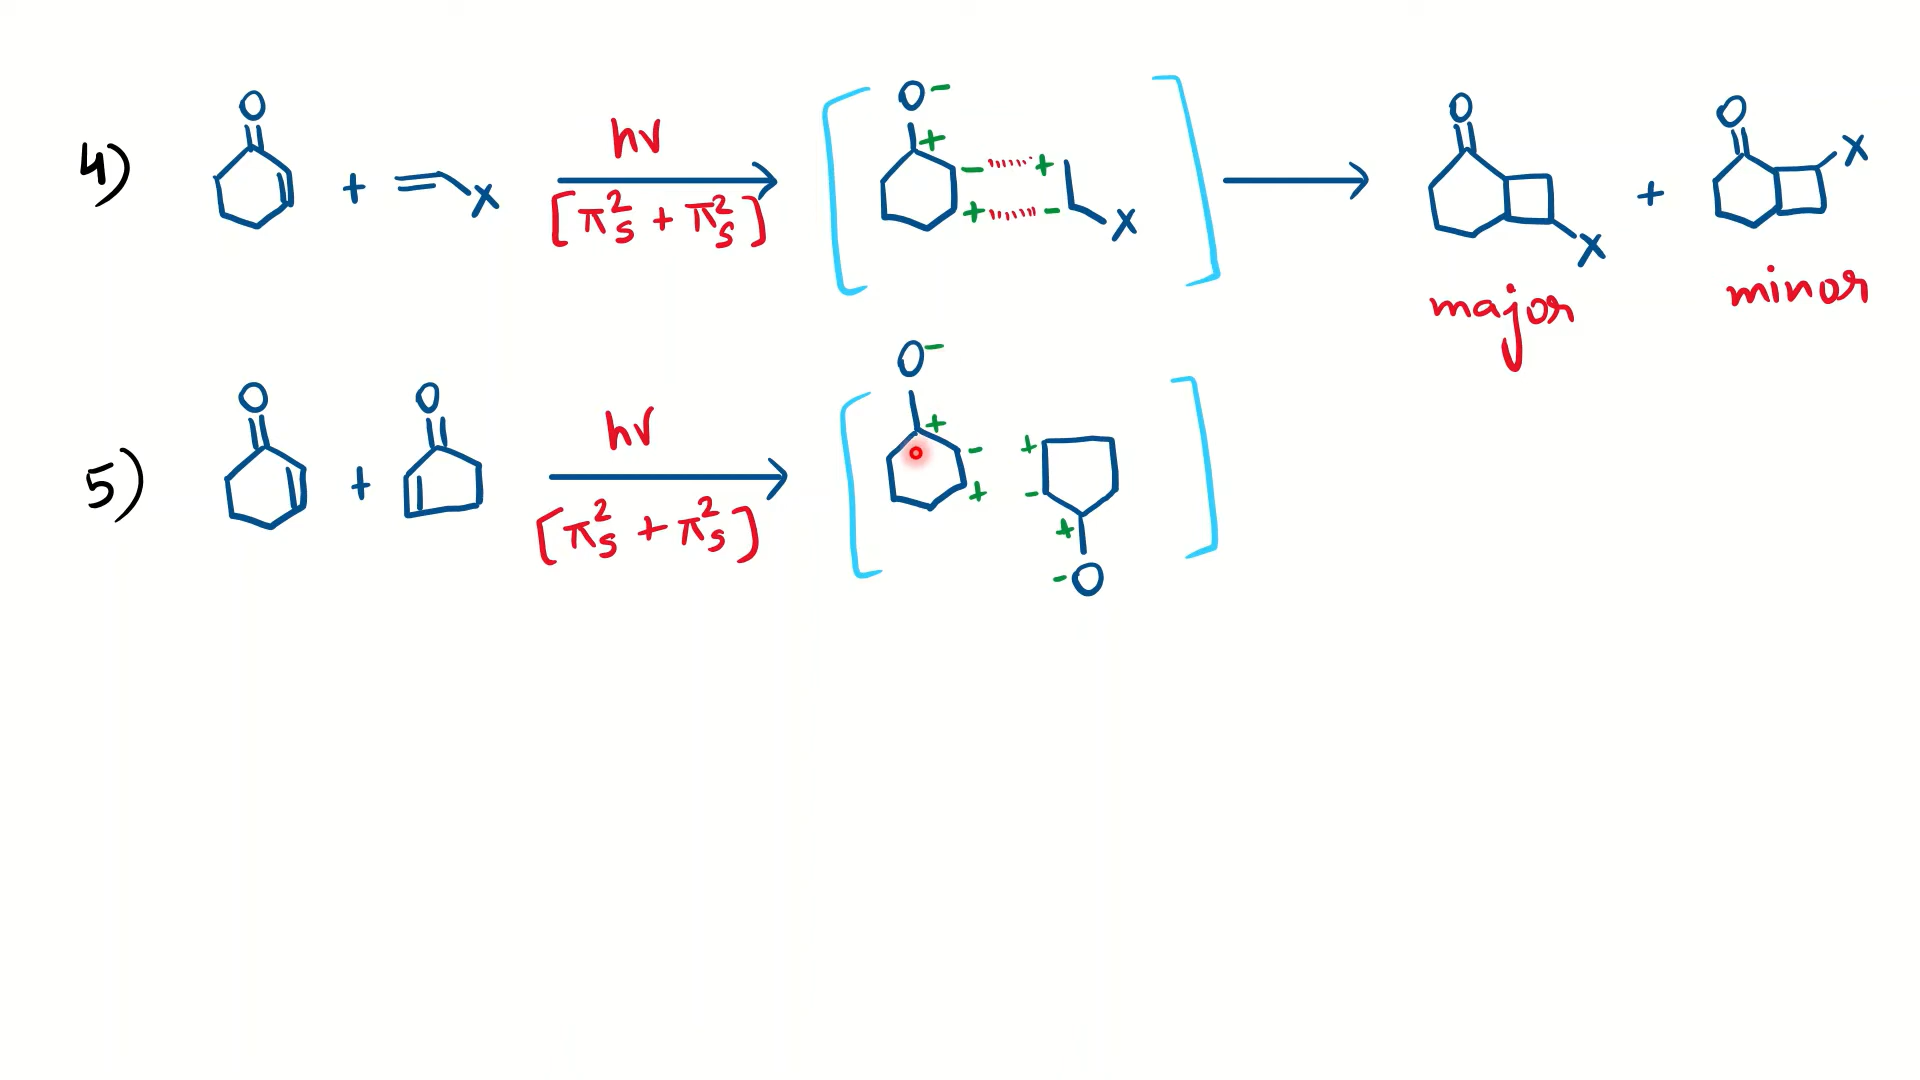 4) O + X hν [π²s + π²s] O⁻ + - + + - X O X + O X
major minor
5) O + O hν [π²s + π²s] O⁻ + - + + - + ⁻O